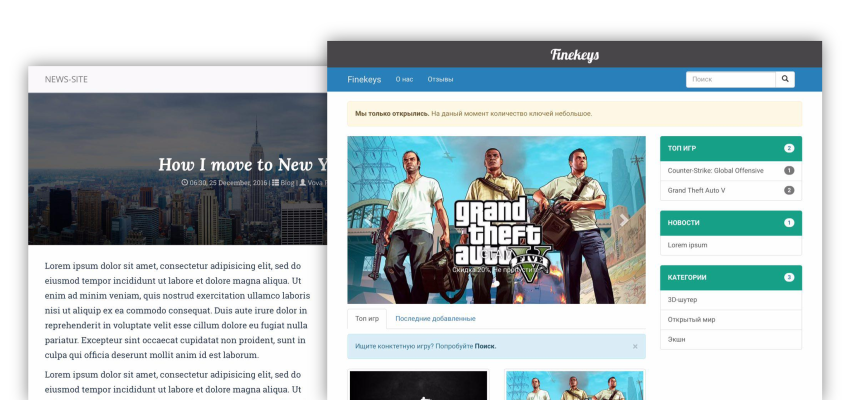 NEWS-SITE
How I move to New Y
06:30, 25 December, 2016 | Blog | Vova
Lorem ipsum dolor sit amet, consectetur adipisicing elit, sed do
eiusmod tempor incididunt ut labore et dolore magna aliqua. Ut
enim ad minim veniam, quis nostrud exercitation ullamco laboris
nisi ut aliquip ex ea commodo consequat. Duis aute irure dolor in
reprehenderit in voluptate velit esse cillum dolore eu fugiat nulla
pariatur. Excepteur sint occaecat cupidatat non proident, sunt in
culpa qui officia deserunt mollit anim id est laborum.
Lorem ipsum dolor sit amet, consectetur adipisicing elit, sed do
eiusmod tempor incididunt ut labore et dolore magna aliqua. Ut
Finekeys
Finekeys О нас Отзывы Поиск
Мы только открылись. На даный момент количество ключей небольшое.
grand
theft
auto V
GTA V
Скидка 20%, Не пропустите
Топ игр Последние добавленные
Ищите конктетную игру? Попробуйте Поиск. ×
ТОП ИГР 2
Counter-Strike: Global Offensive 1
Grand Theft Auto V 2
НОВОСТИ 1
Lorem ipsum
КАТЕГОРИИ 3
3D-шутер
Открытый мир
Экшн